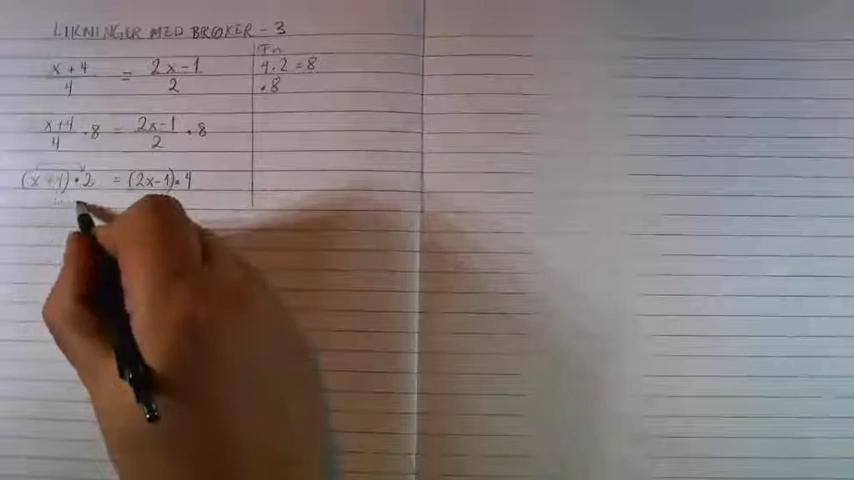 LIKNINGER MED BRØKER - 3
Fn
4 · 2 = 8
· 8
x + 4 / 4 = 2x - 1 / 2
x + 4 / 4 · 8 = 2x - 1 / 2 · 8
(x + 4) · 2 = (2x - 1) · 4